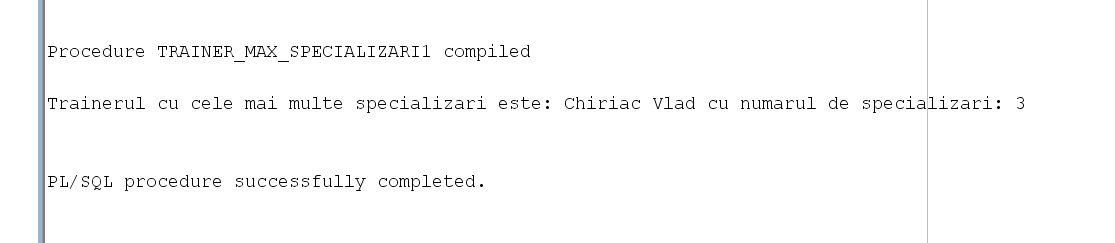 Procedure TRAINER_MAX_SPECIALIZARI1 compiled
Trainerul cu cele mai multe specializari este: Chiriac Vlad cu numarul de specializari: 3
PL/SQL procedure successfully completed.